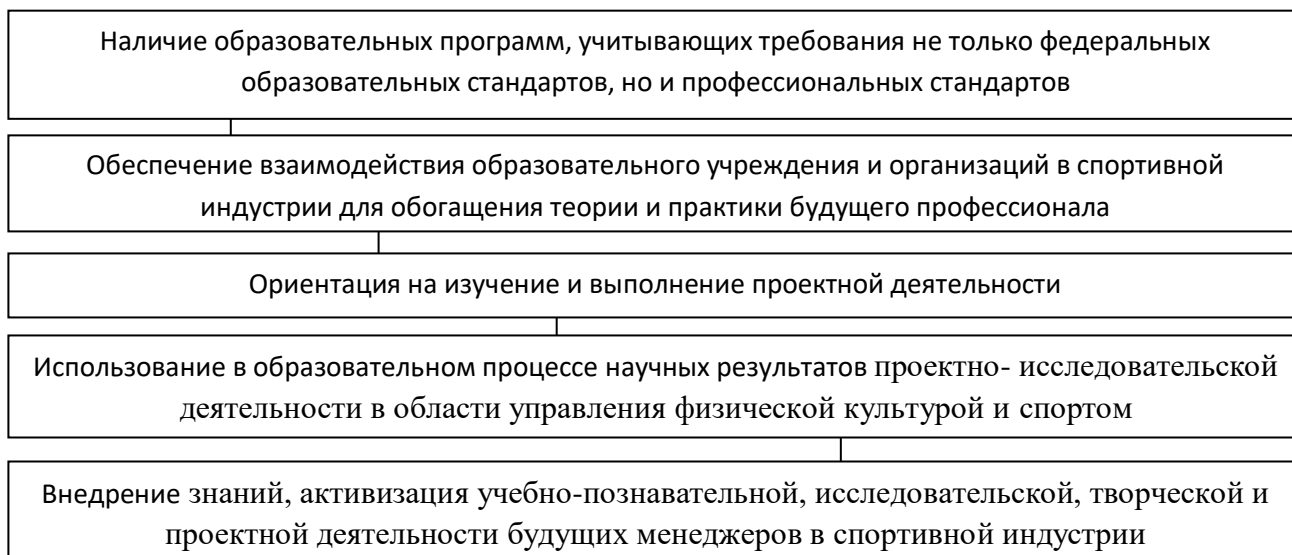 Наличие образовательных программ, учитывающих требования не только федеральных
образовательных стандартов, но и профессиональных стандартов
Обеспечение взаимодействия образовательного учреждения и организаций в спортивной
индустрии для обогащения теории и практики будущего профессионала
Ориентация на изучение и выполнение проектной деятельности
Использование в образовательном процессе научных результатов проектно- исследовательской
деятельности в области управления физической культурой и спортом
Внедрение знаний, активизация учебно-познавательной, исследовательской, творческой и
проектной деятельности будущих менеджеров в спортивной индустрии